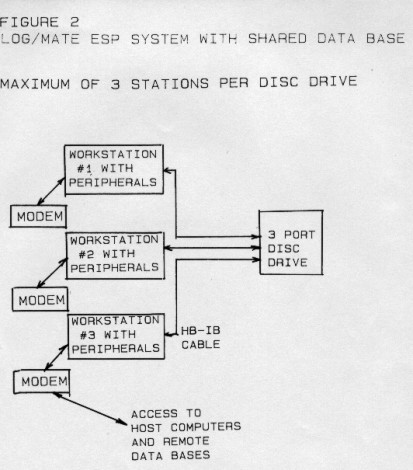 FIGURE 2
LOG/MATE ESP SYSTEM WITH SHARED DATA BASE
MAXIMUM OF 3 STATIONS PER DISC DRIVE
WORKSTATION
#1 WITH
PERIPHERALS
MODEM
WORKSTATION
#2 WITH
PERIPHERALS
MODEM
WORKSTATION
#3 WITH
PERIPHERALS
MODEM
3 PORT
DISC
DRIVE
HB-IB
CABLE
ACCESS TO
HOST COMPUTERS
AND REMOTE
DATA BASES